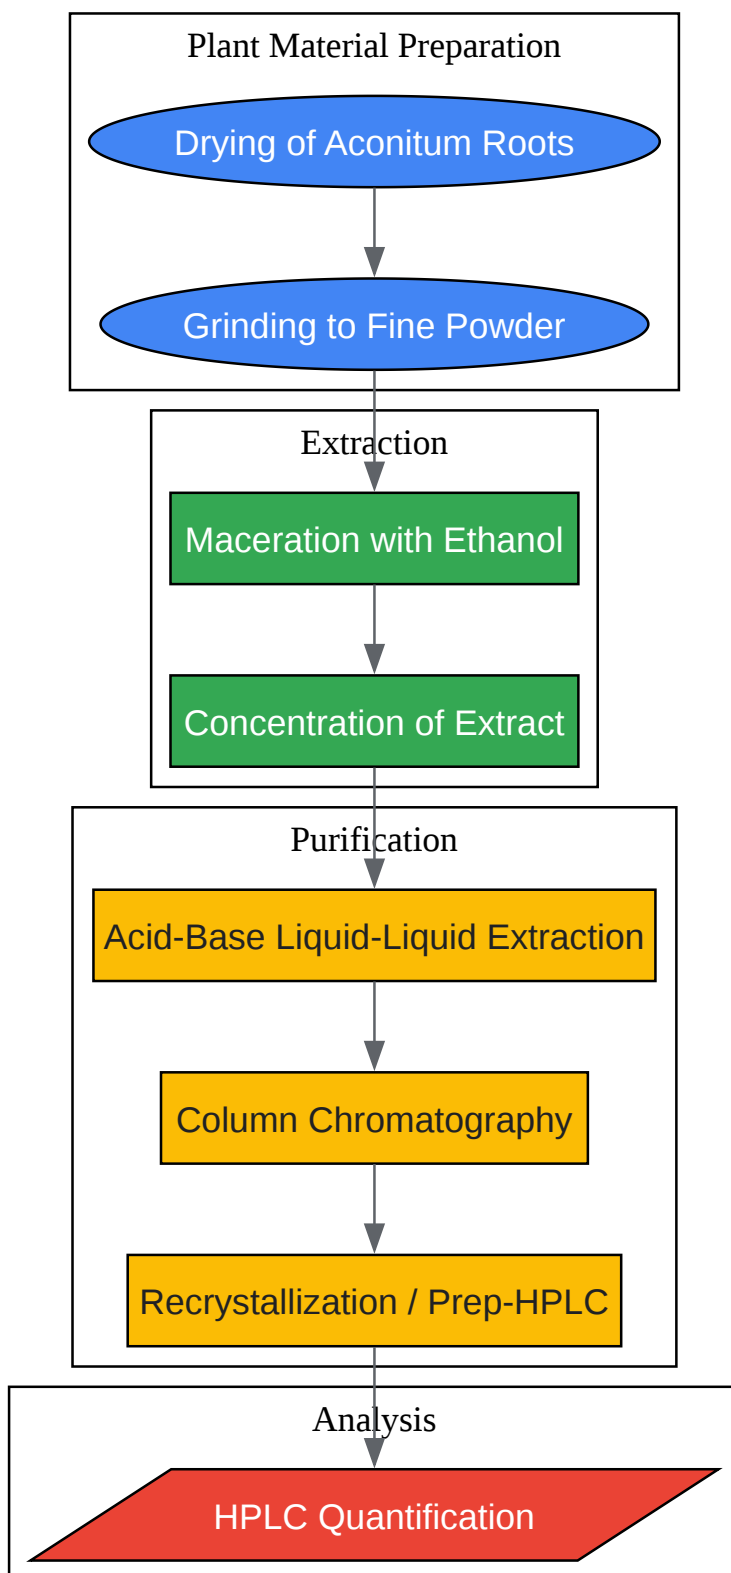 Plant Material Preparation
Drying of Aconitum Roots
Grinding to Fine Powder
Extraction
Maceration with Ethanol
Concentration of Extract
Purification
Acid-Base Liquid-Liquid Extraction
Column Chromatography
Recrystallization / Prep-HPLC
Analysis
HPLC Quantification